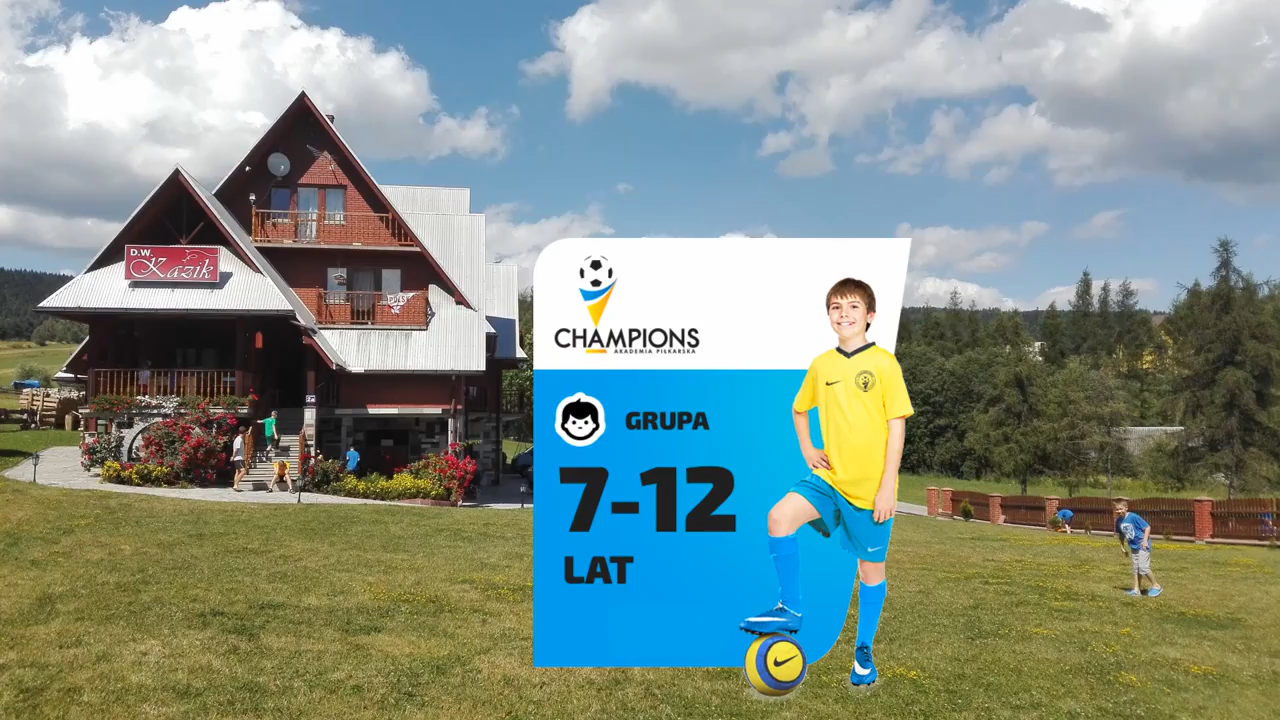 D.W.
Kazik
CHAMPIONS
AKADEMIA PIŁKARSKA
GRUPA
7-12
LAT